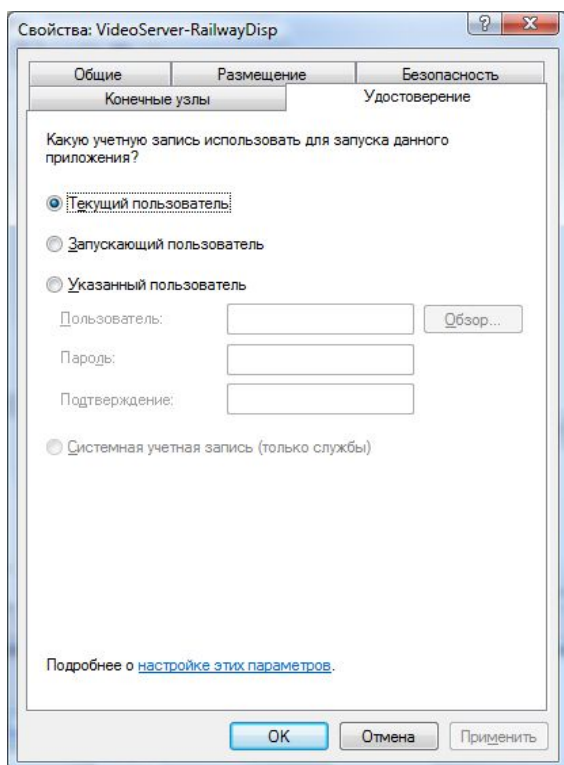 Свойства: VideoServer-RailwayDisp
Общие
Размещение
Безопасность
Конечные узлы
Удостоверение
Какую учетную запись использовать для запуска данного
приложения?
Текущий пользователь
Запускающий пользователь
Указанный пользователь
Пользователь:
Обзор...
Пароль:
Подтверждение:
Системная учетная запись (только службы)
Подробнее о настройке этих параметров.
OK
Отмена
Применить